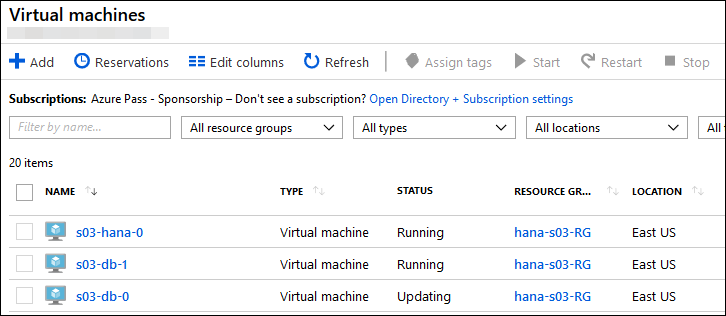 Virtual machines
Add Reservations Edit columns Refresh Assign tags Start Restart Stop
Subscriptions: Azure Pass - Sponsorship – Don't see a subscription? Open Directory + Subscription settings
Filter by name... All resource groups All types All locations All
20 items
NAME TYPE STATUS RESOURCE GR... LOCATION
s03-hana-0 Virtual machine Running hana-s03-RG East US
s03-db-1 Virtual machine Running hana-s03-RG East US
s03-db-0 Virtual machine Updating hana-s03-RG East US